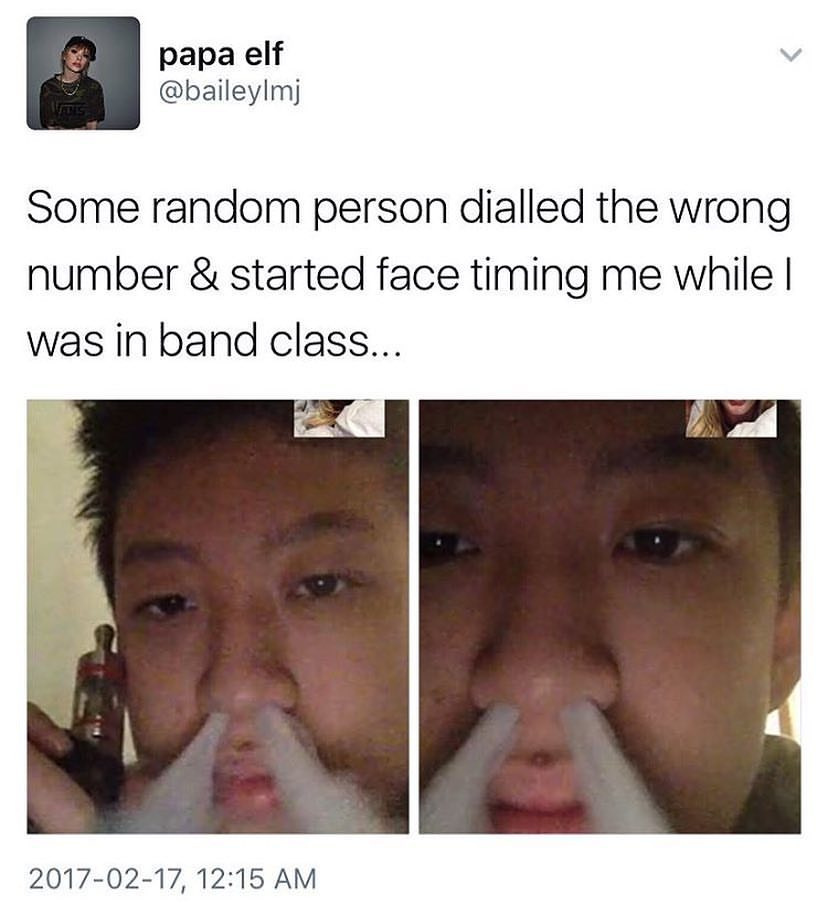 papa elf
@baileylmj
Some random person dialled the wrong
number & started face timing me while I
was in band class...
VANS
2017-02-17, 12:15 AM